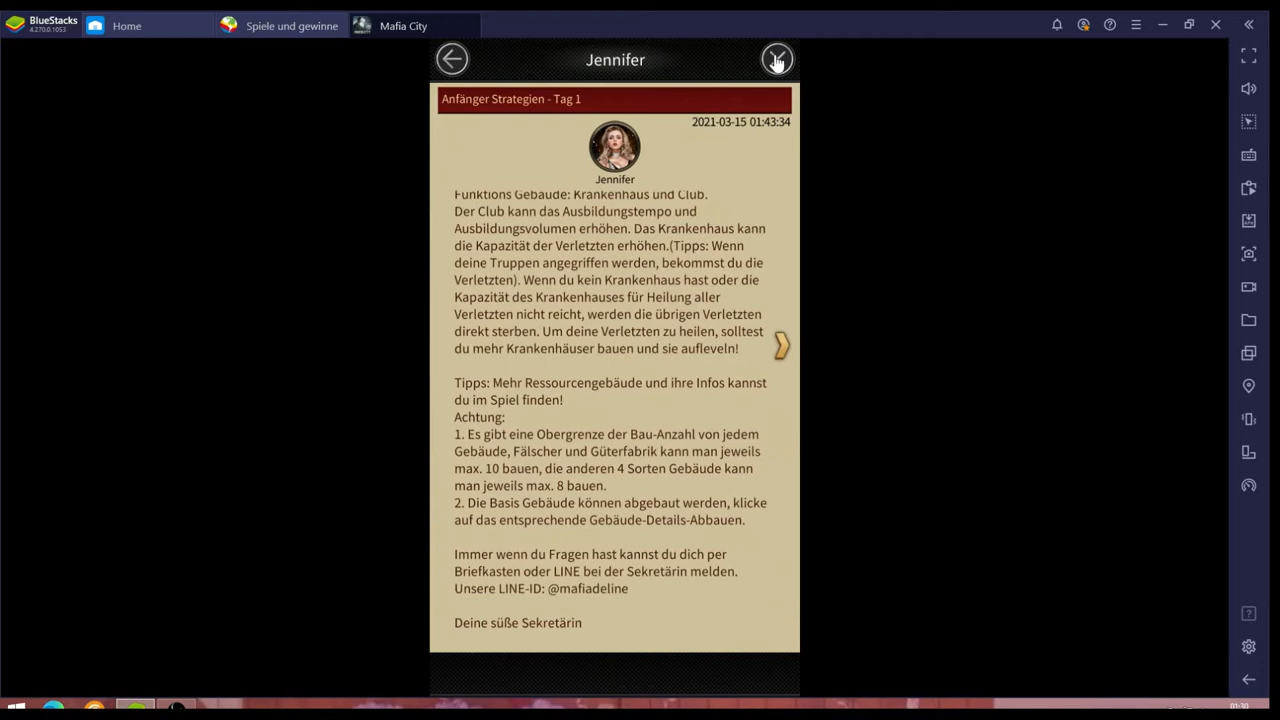 BlueStacks
4.270.0.1053
Home
Spiele und gewinne
Mafia City
Jennifer
Anfänger Strategien - Tag 1
2021-03-15 01:43:34
Jennifer
Funktions Gebäude: Krankenhaus und Club.
Der Club kann das Ausbildungstempo und
Ausbildungsvolumen erhöhen. Das Krankenhaus kann
die Kapazität der Verletzten erhöhen.(Tipps: Wenn
deine Truppen angegriffen werden, bekommst du die
Verletzten). Wenn du kein Krankenhaus hast oder die
Kapazität des Krankenhauses für Heilung aller
Verletzten nicht reicht, werden die übrigen Verletzten
direkt sterben. Um deine Verletzten zu heilen, solltest
du mehr Krankenhäuser bauen und sie aufleveln!
Tipps: Mehr Ressourcengebäude und ihre Infos kannst
du im Spiel finden!
Achtung:
1. Es gibt eine Obergrenze der Bau-Anzahl von jedem
Gebäude, Fälscher und Güterfabrik kann man jeweils
max. 10 bauen, die anderen 4 Sorten Gebäude kann
man jeweils max. 8 bauen.
2. Die Basis Gebäude können abgebaut werden, klicke
auf das entsprechende Gebäude-Details-Abbauen.
Immer wenn du Fragen hast kannst du dich per
Briefkasten oder LINE bei der Sekretärin melden.
Unsere LINE-ID: @mafiadeline
Deine süße Sekretärin
01:30